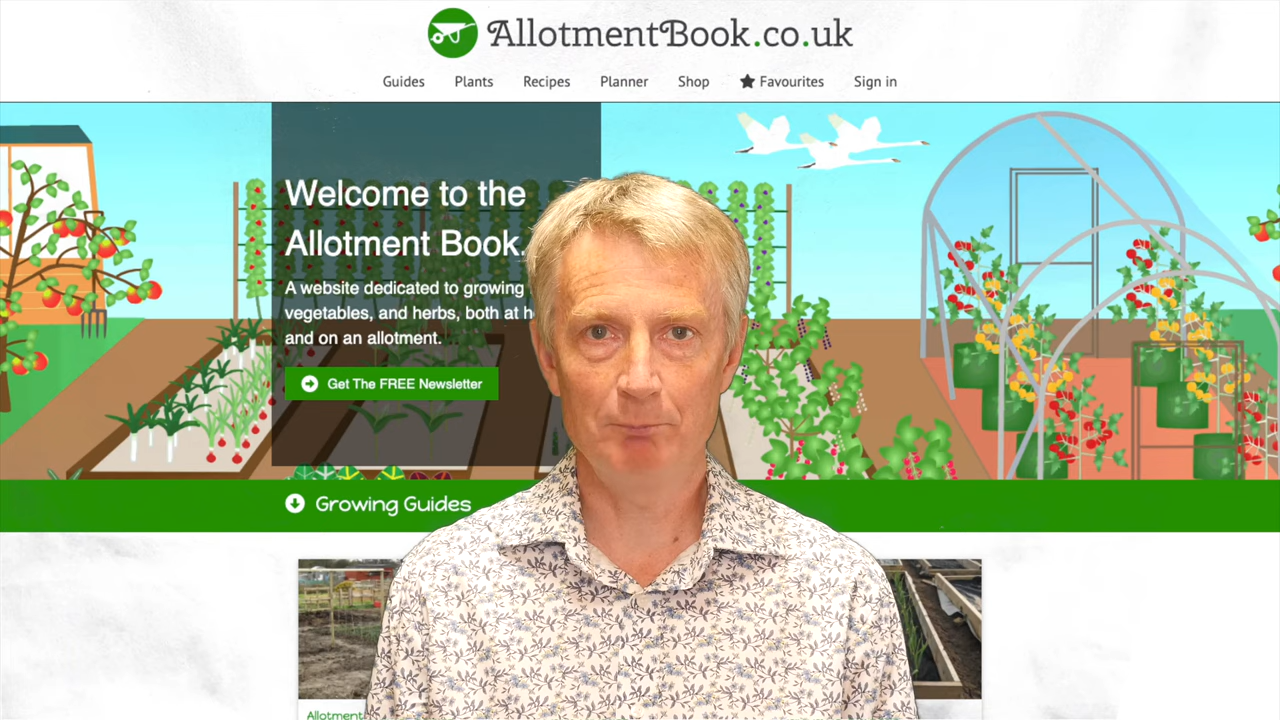 AllotmentBook.co.uk
Guides Plants Recipes Planner Shop Favourites Sign in
Welcome to the
Allotment Book.
A website dedicated to growing
vegetables, and herbs, both at
and on an allotment.
Get The FREE Newsletter
Growing Guides
Allotment